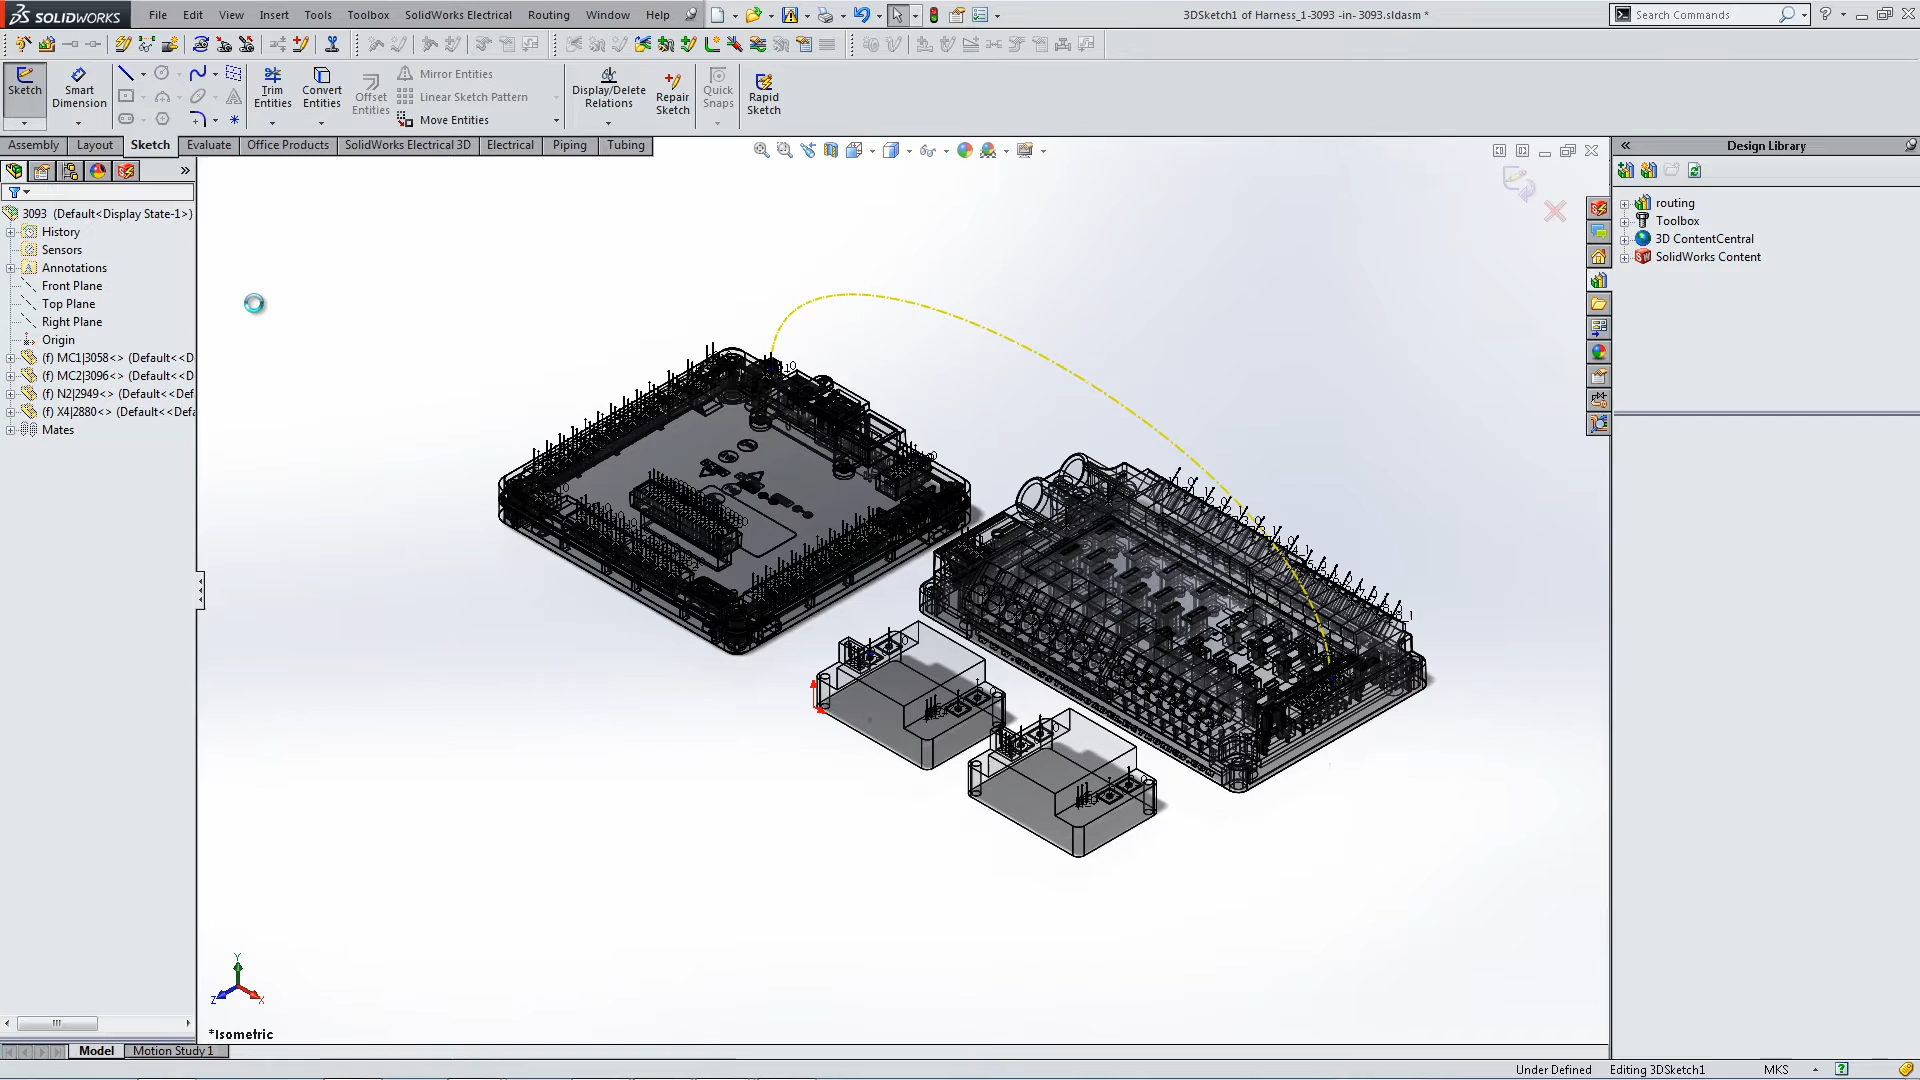 SOLIDWORKS File Edit View Insert Tools Toolbox SolidWorks Electrical Routing Window Help 3DSketch1 of Harness_1-3093 -in- 3093.sldasm * Search Commands ?
Sketch Smart Dimension Trim Entities Convert Entities Offset Entities Mirror Entities Linear Sketch Pattern Move Entities Display/Delete Relations Repair Sketch Quick Snaps Rapid Sketch
Assembly Layout Sketch Evaluate Office Products SolidWorks Electrical 3D Electrical Piping Tubing
Design Library
routing
Toolbox
3D ContentCentral
SolidWorks Content
3093 (Default<Display State-1>)
History
Sensors
Annotations
Front Plane
Top Plane
Right Plane
Origin
(f) MC1|3058<> (Default<<D
(f) MC2|3096<> (Default<<D
(f) N2|2949<> (Default<<Def
(f) X4|2880<> (Default<<Defa
Mates
Y
Z
X
*Isometric
Model Motion Study 1
Under Defined Editing 3DSketch1 MKS ?